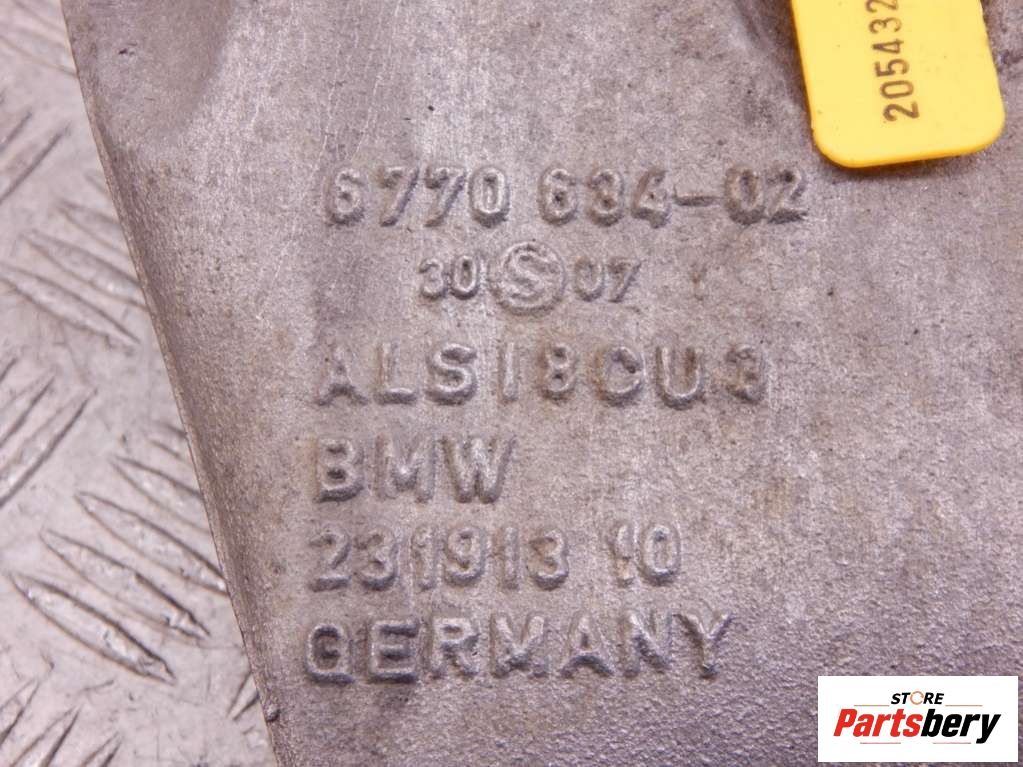 205432
6770 634-02
30 S 07
ALSI8CU3
BMW
231913 10
GERMANY
STORE
Partsbery